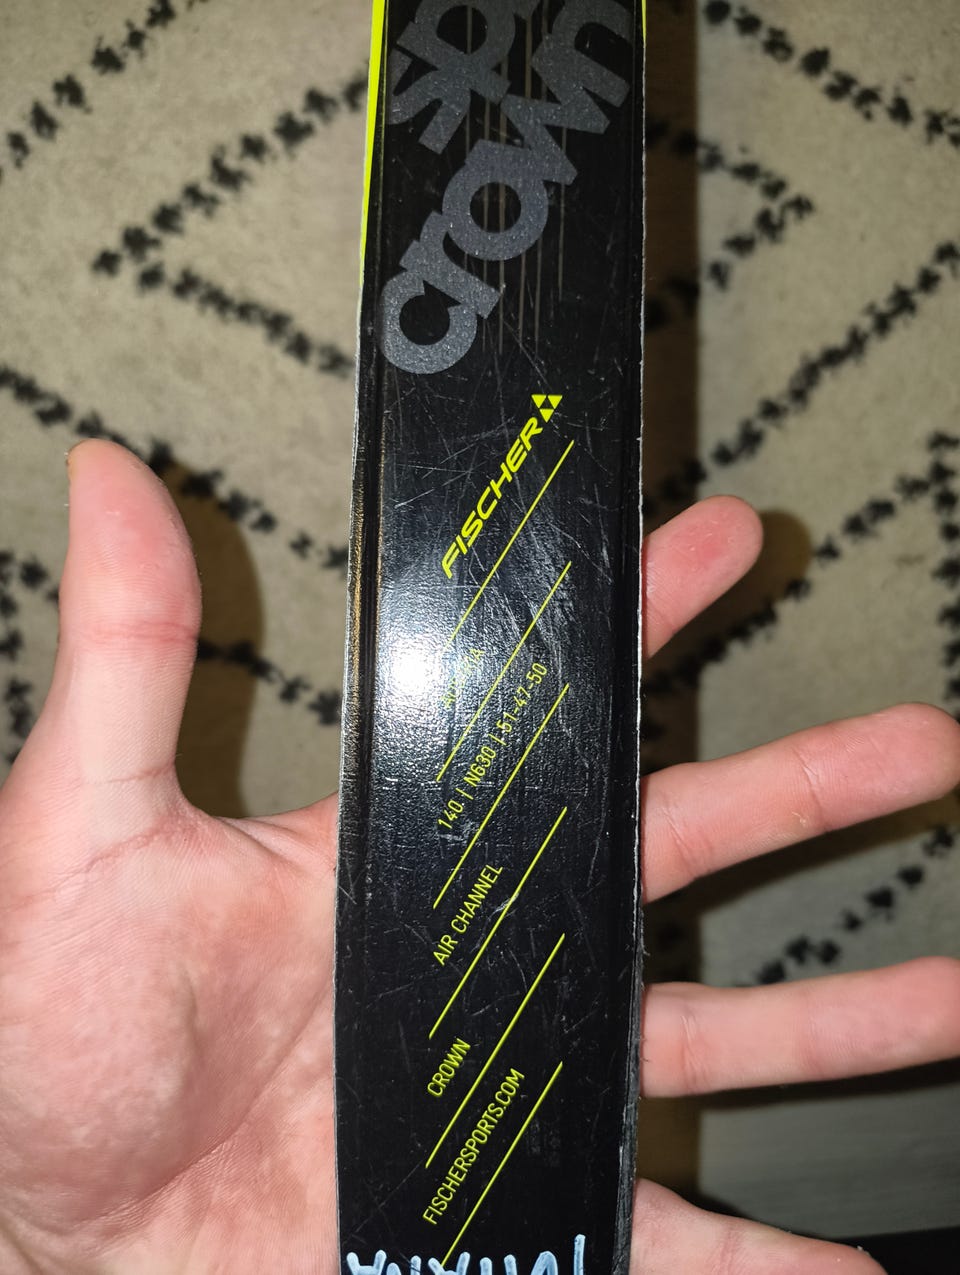 crown
FISCHER
140 | N630 | 51-47-50
AIR CHANNEL
CROWN
FISCHERSPORTS.COM